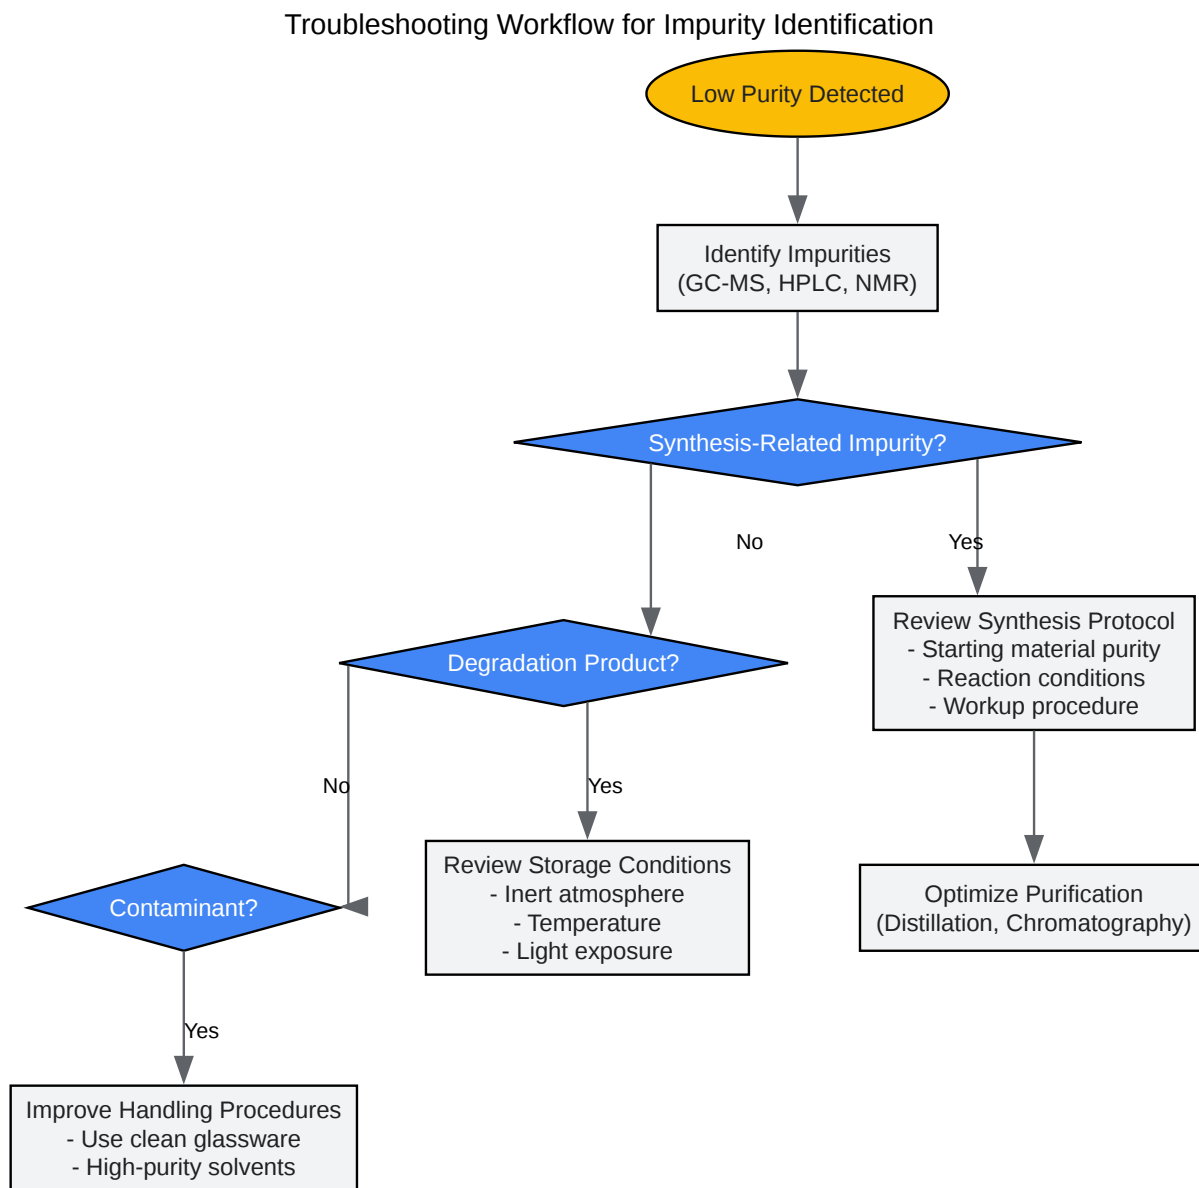 Troubleshooting Workflow for Impurity Identification
Low Purity Detected
Identify Impurities
(GC-MS, HPLC, NMR)
Synthesis-Related Impurity?
No
Yes
Review Synthesis Protocol
- Starting material purity
- Reaction conditions
- Workup procedure
Degradation Product?
No
Yes
Review Storage Conditions
- Inert atmosphere
- Temperature
- Light exposure
Optimize Purification
(Distillation, Chromatography)
Contaminant?
Yes
Improve Handling Procedures
- Use clean glassware
- High-purity solvents